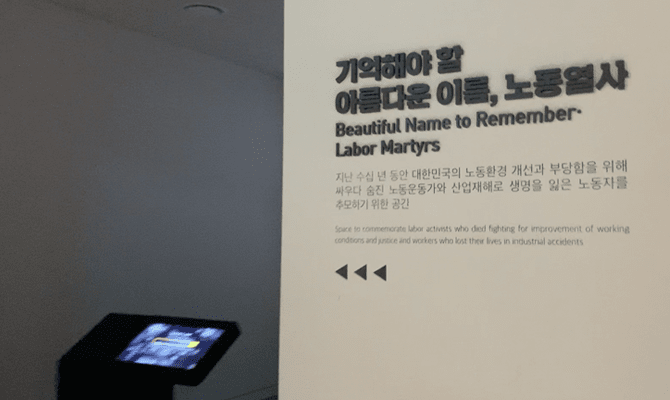 기억해야 할
아름다운 이름, 노동열사
Beautiful Name to Remember·
Labor Martyrs
지난 수십 년 동안 대한민국의 노동환경 개선과 부당함을 위해
싸우다 숨진 노동운동가와 산업재해로 생명을 잃은 노동자를
추모하기 위한 공간
Space to commemorate labor activists who died fighting for improvement of working
conditions and justice and workers who lost their lives in industrial accidents